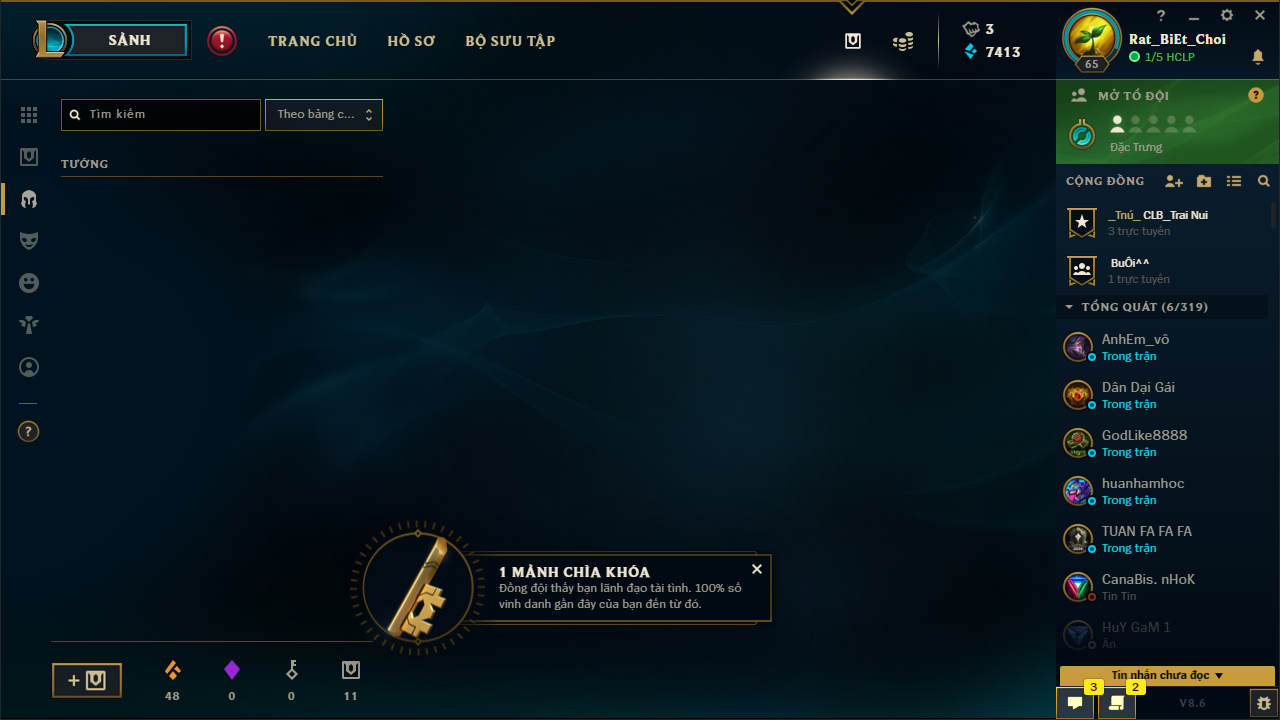 SẢNH
TRANG CHỦ
HỒ SƠ
BỘ SƯU TẬP
3
7413
65
Rat_BiEt_Choi
1/5 HCLP
MỞ TỔ ĐỘI
Đặc Trưng
Tìm kiếm
Theo bảng c...
TƯỚNG
CỘNG ĐỒNG
_Tnú_ CLB_Trai Nui
3 trực tuyến
BuÔi^^
1 trực tuyến
TỔNG QUÁT (6/319)
AnhEm_vô
Trong trận
Dân Dại Gái
Trong trận
GodLike8888
Trong trận
huanhamhoc
Trong trận
TUAN FA FA FA
Trong trận
CanaBis. nHoK
Tin Tin
HuY GaM 1
Ăn
1 MẢNH CHÌA KHÓA
Đồng đội thấy bạn lãnh đạo tài tình. 100% số
vinh danh gần đây của bạn đến từ đó.
48
0
0
11
Tin nhắn chưa đọc
3
2
V8.6